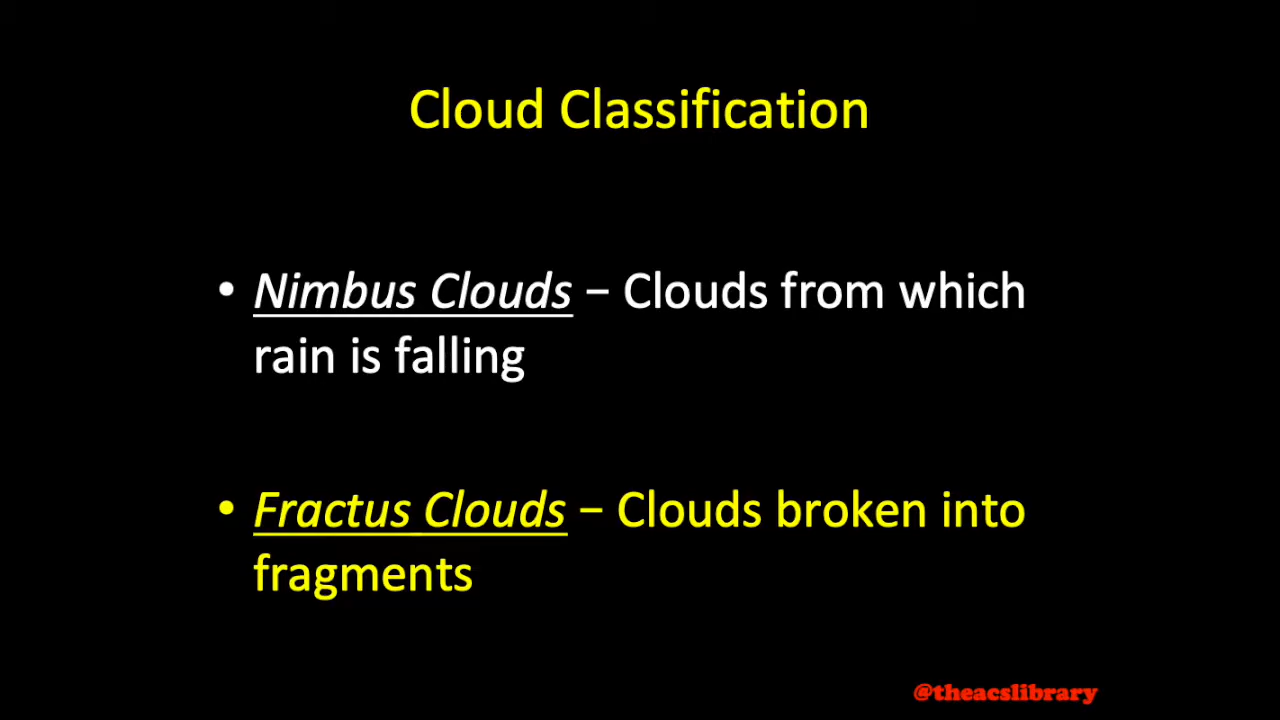 Cloud Classification
• Nimbus Clouds – Clouds from which
rain is falling
• Fractus Clouds – Clouds broken into
fragments
@theacslibrary